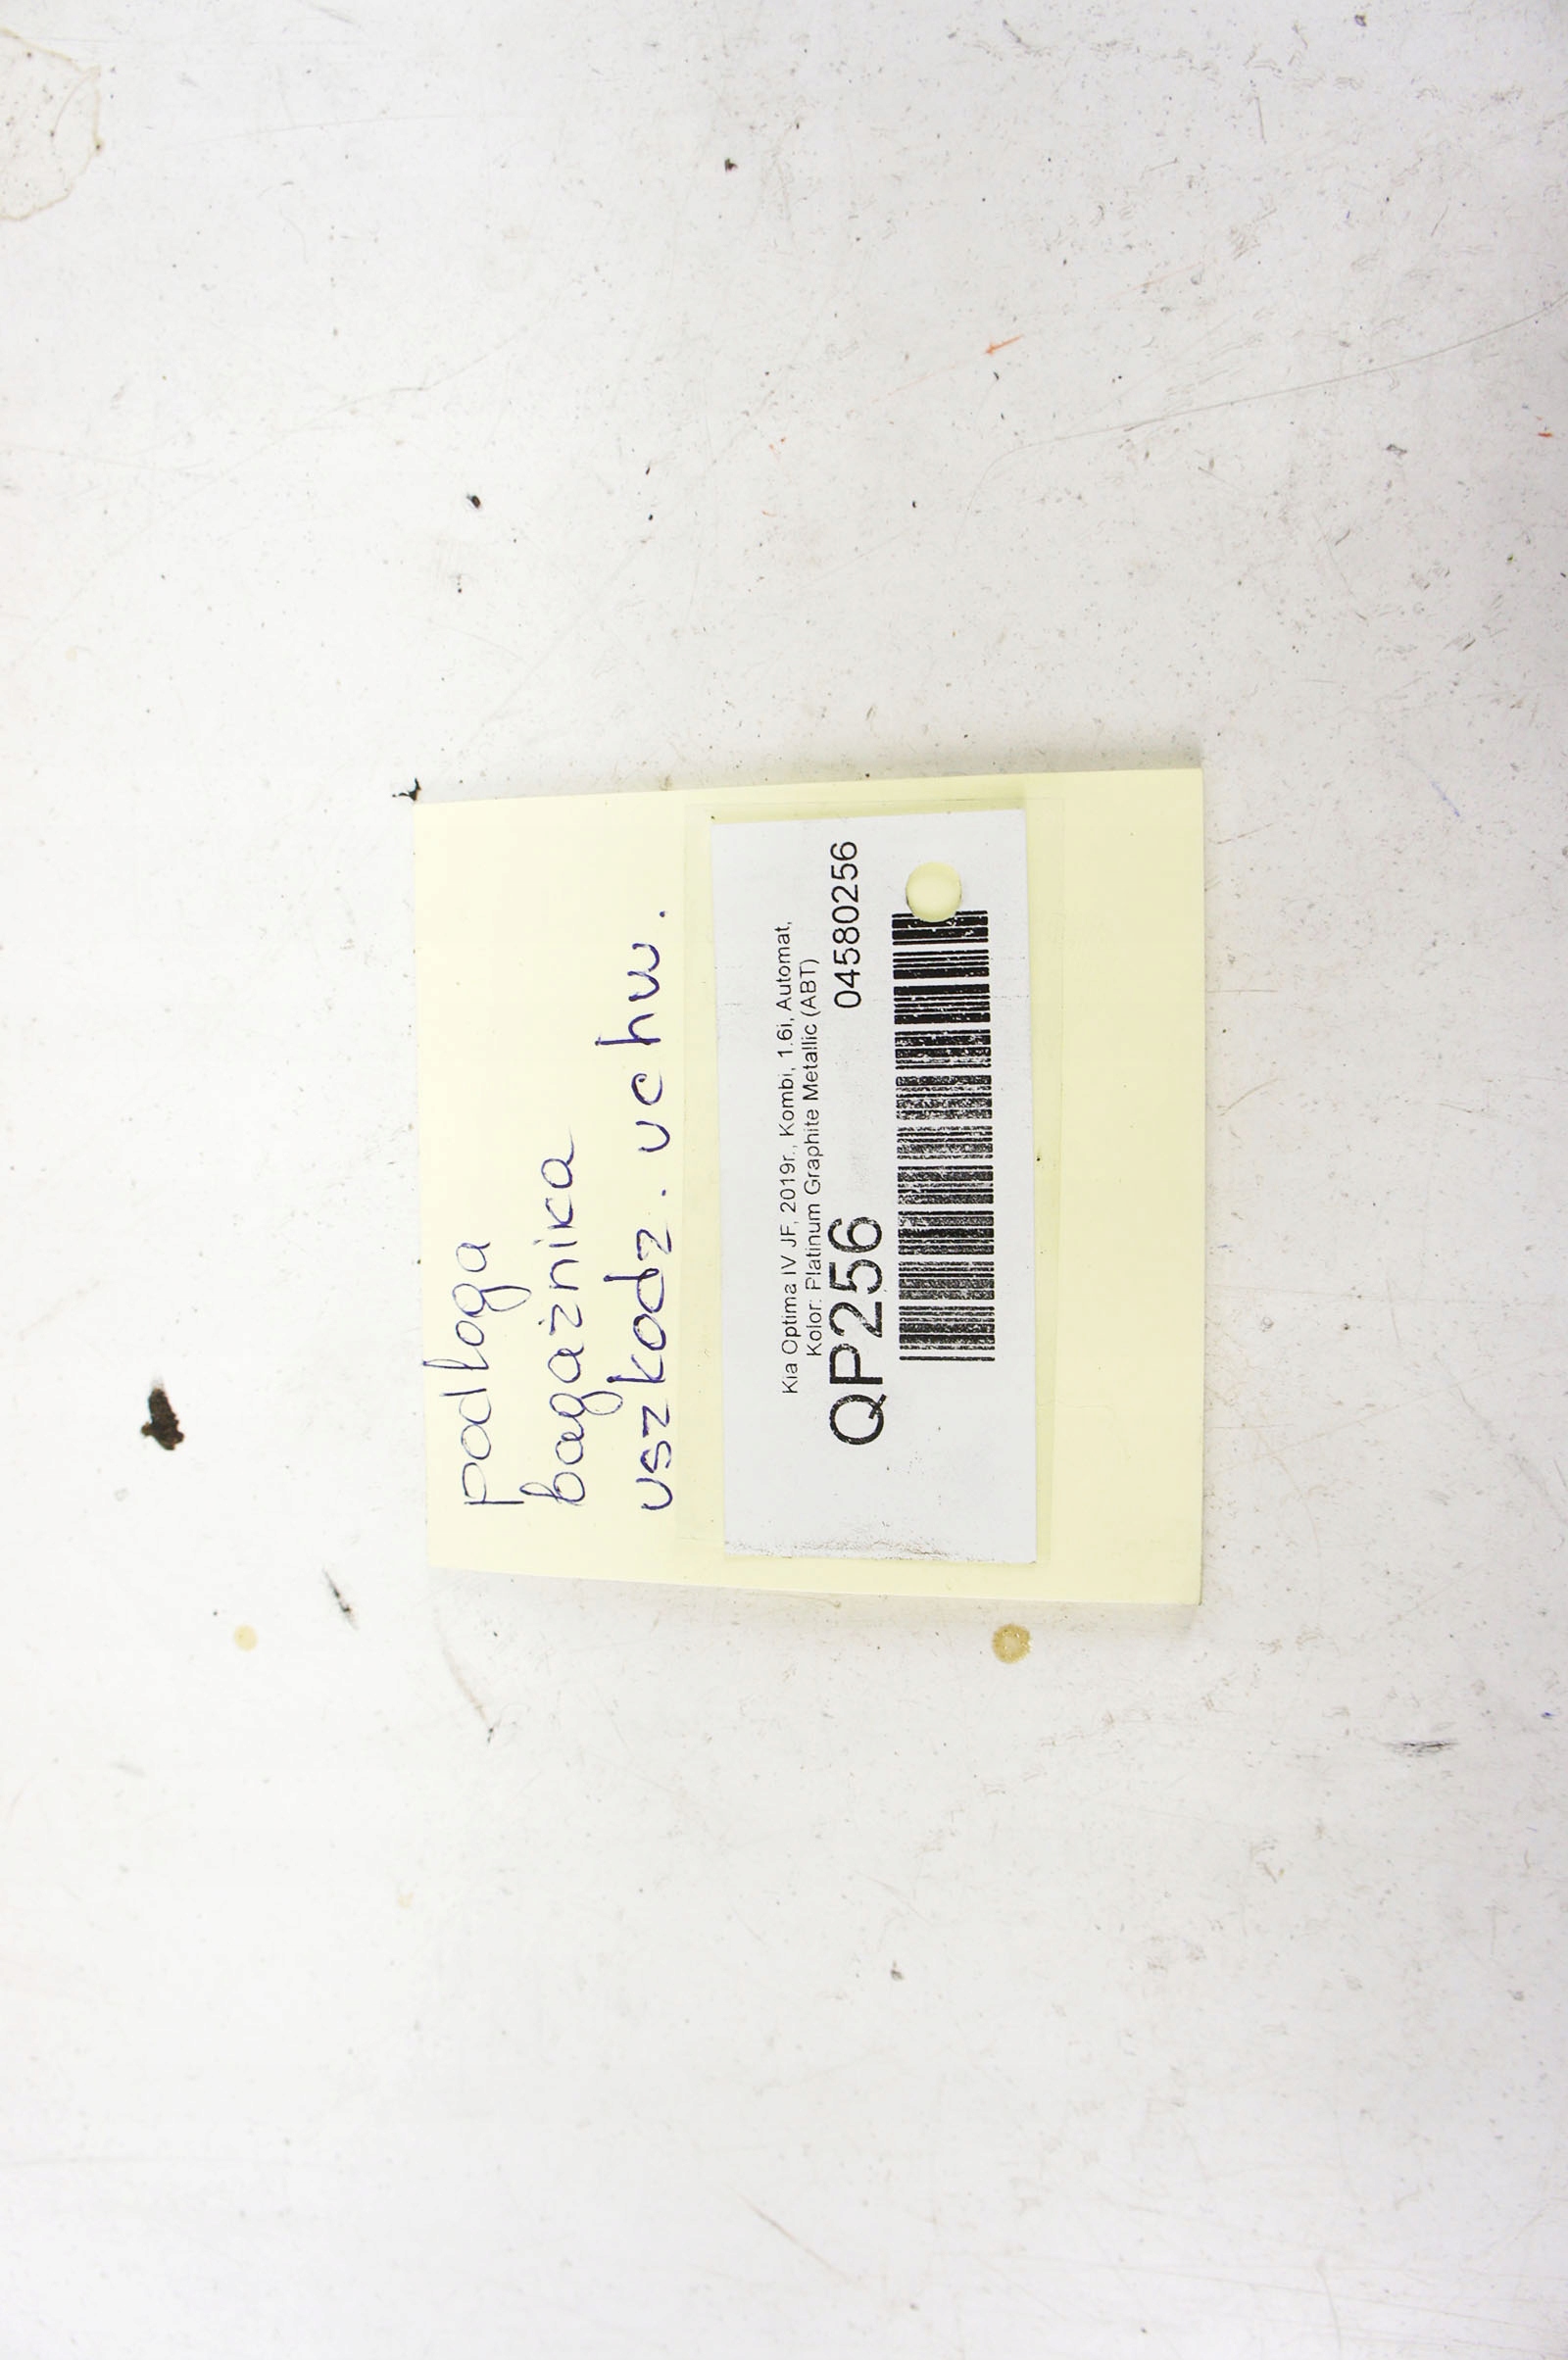 podłoga
bagażnika
uszkodz. uchw.
Kia Optima IV JF, 2019r., Kombi, 1.6i, Automat,
Kolor: Platinum Graphite Metallic (ABT)
QP256 04580256